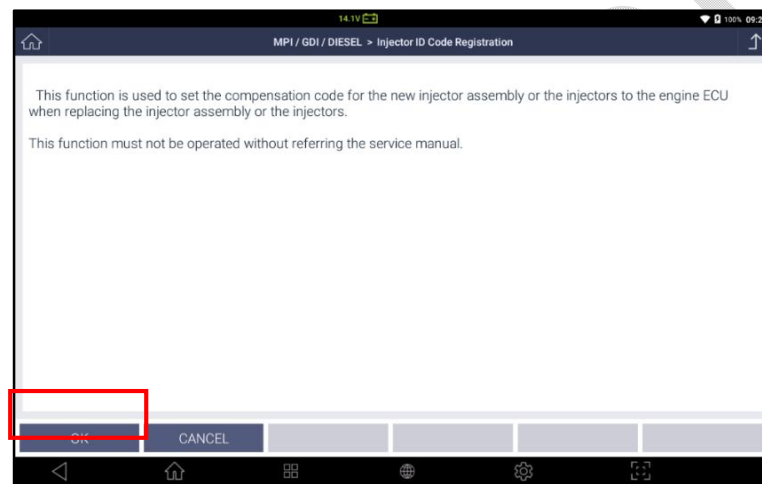 14.1V
100% 09:2
MPI / GDI / DIESEL > Injector ID Code Registration
This function is used to set the compensation code for the new injector assembly or the injectors to the engine ECU
when replacing the injector assembly or the injectors.
This function must not be operated without referring the service manual.
OK CANCEL